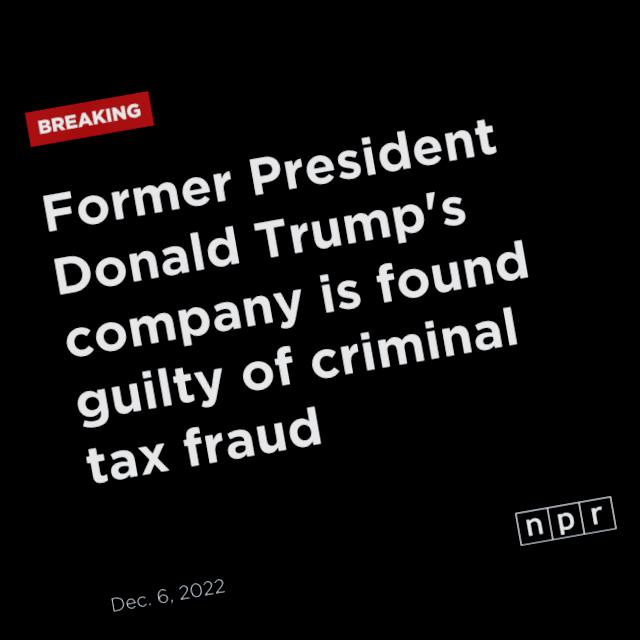 BREAKING
Former President
Donald Trump's
company is found
guilty of criminal
tax fraud
npr
Dec. 6, 2022